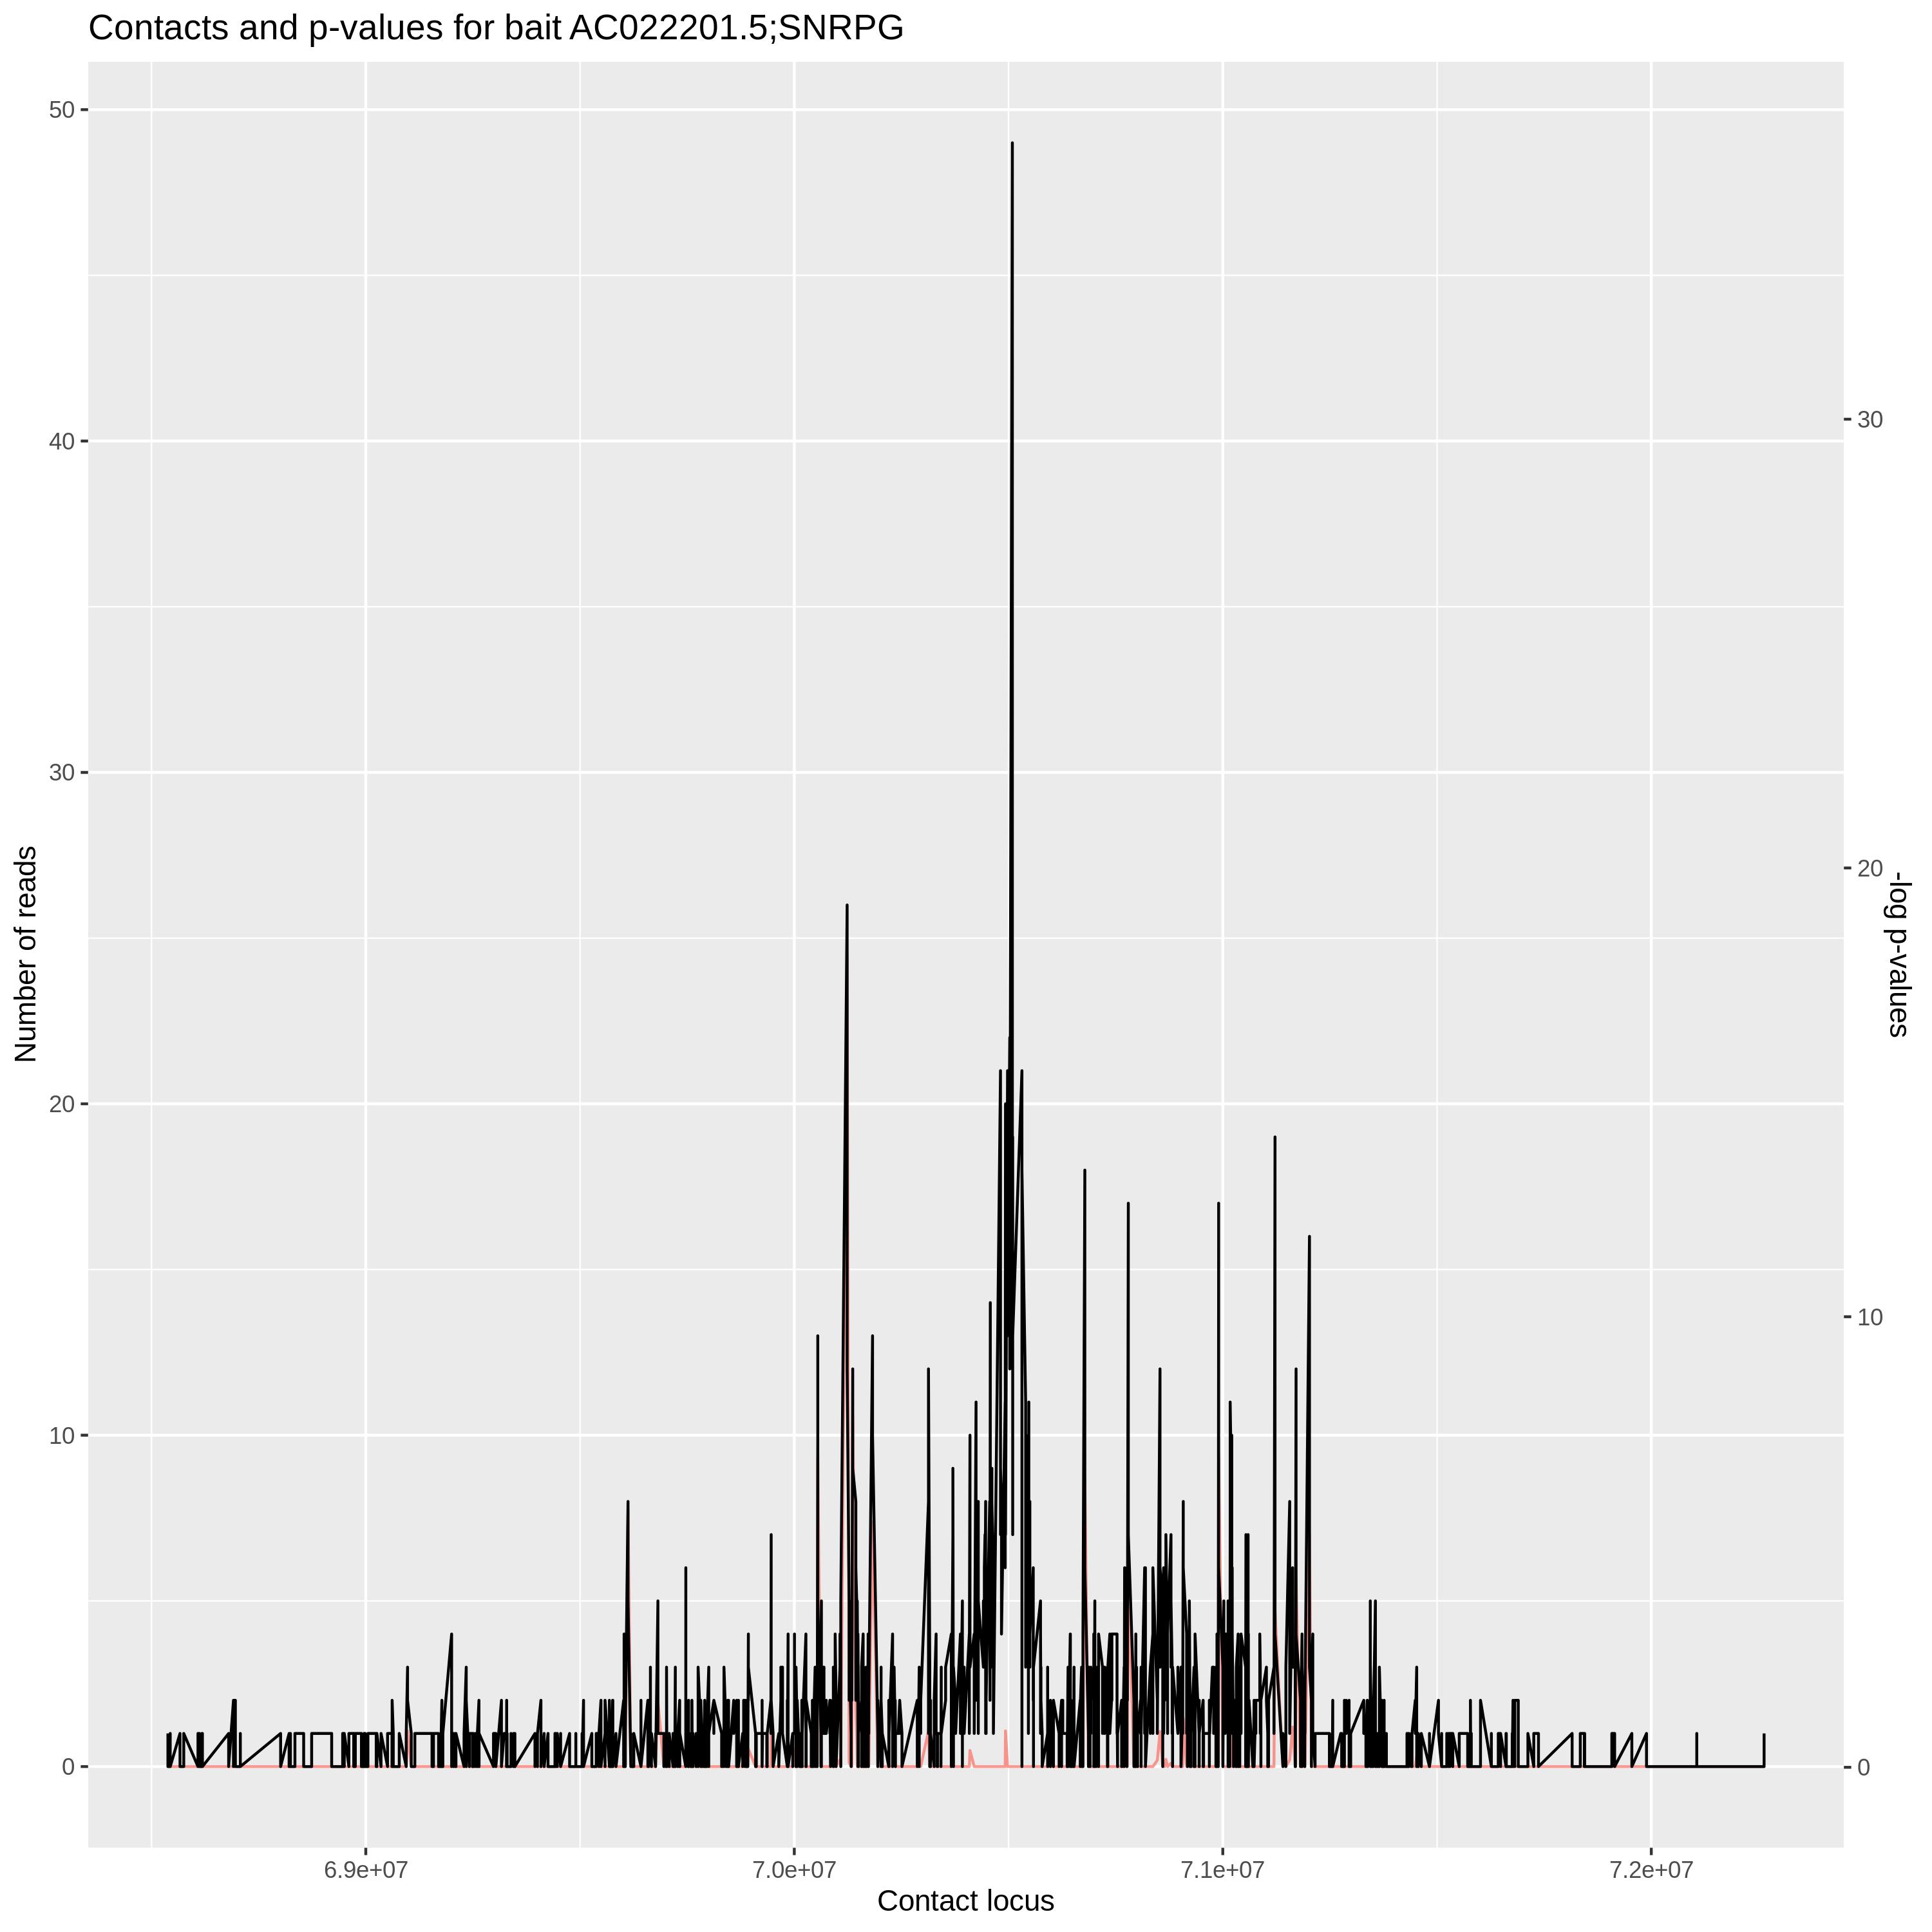 Contacts and p-values for bait AC022201.5;SNRPG
50
40
30
20
10
0
Number of reads
30
20
10
0
-log p-values
6.9e+07 7.0e+07 7.1e+07 7.2e+07
Contact locus